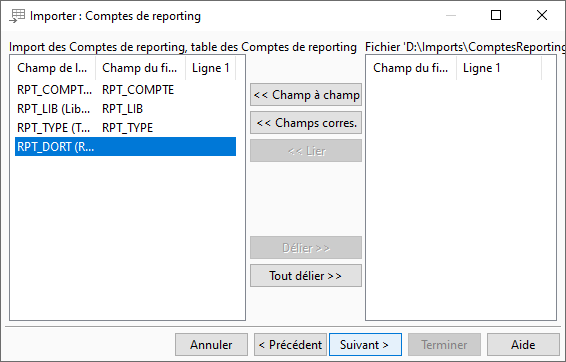 Importer : Comptes de reporting
Import des Comptes de reporting, table des Comptes de reporting
Fichier 'D:\Imports\ComptesReporting
Champ de l... Champ du fi... Ligne 1
RPT_COMPT... RPT_COMPTE
RPT_LIB (Lib... RPT_LIB
RPT_TYPE (T... RPT_TYPE
RPT_DORT (R...
<< Champ à champ
<< Champs corres.
<< Lier
Délier >>
Tout délier >>
Champ du fi... Ligne 1
Annuler
< Précédent
Suivant >
Terminer
Aide